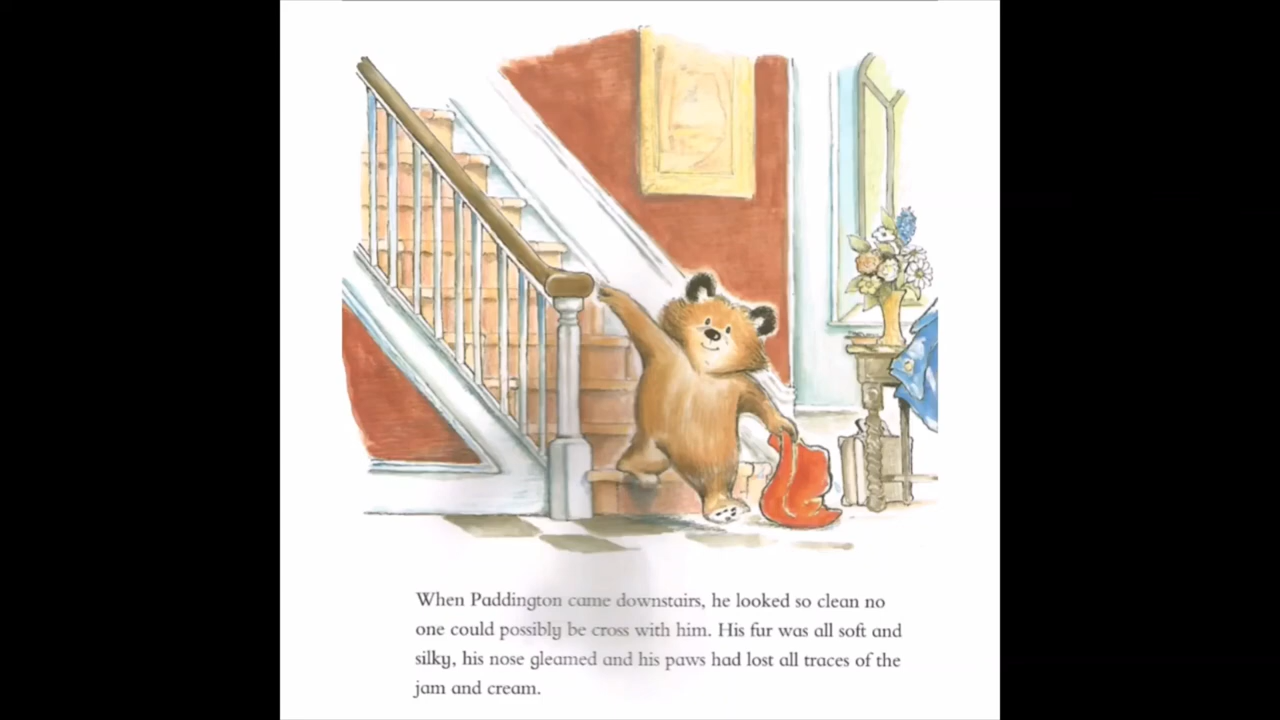 When Paddington came downstairs, he looked so clean no
one could possibly be cross with him. His fur was all soft and
silky, his nose gleamed and his paws had lost all traces of the
jam and cream.